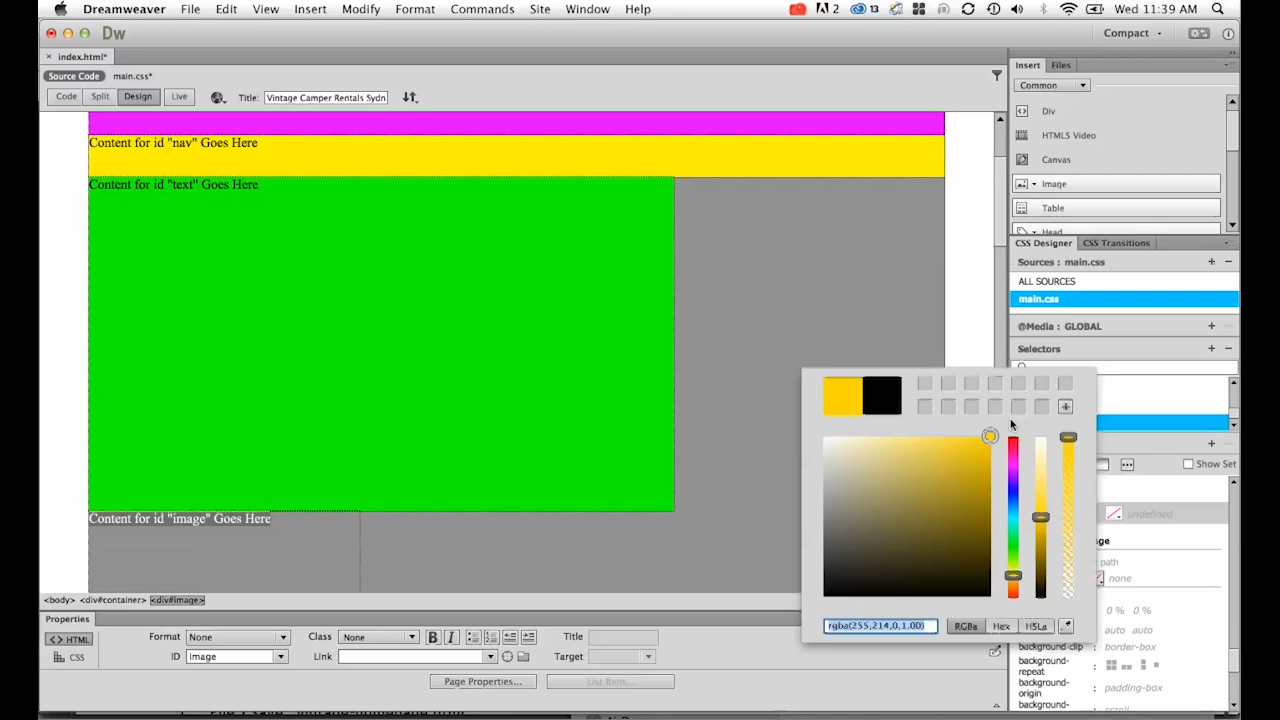 Dreamweaver File Edit View Insert Modify Format Commands Site Window Help 2 13 Wed 11:39 AM
Dw Compact
index.html*
Source Code main.css*
Code Split Design Live Title: Vintage Camper Rentals Sydn
Content for id "nav" Goes Here
Content for id "text" Goes Here
Content for id "image" Goes Here
Insert Files
Common
Div
HTML5 Video
Canvas
Image
Table
Head
CSS Designer CSS Transitions
Sources : main.css
ALL SOURCES
main.css
@Media : GLOBAL
Selectors
Show Set
undefined
age
path
none
0 % 0 %
auto auto
background-clip border-box
background-
repeat
background-
origin padding-box
background-
scroll
rgba(255,214,0,1.00) RGBa Hex HSLa
<body> <div#container> <div#image>
Properties
<> HTML Format None Class None B I Title
CSS ID image Link Target
Page Properties... List Item...